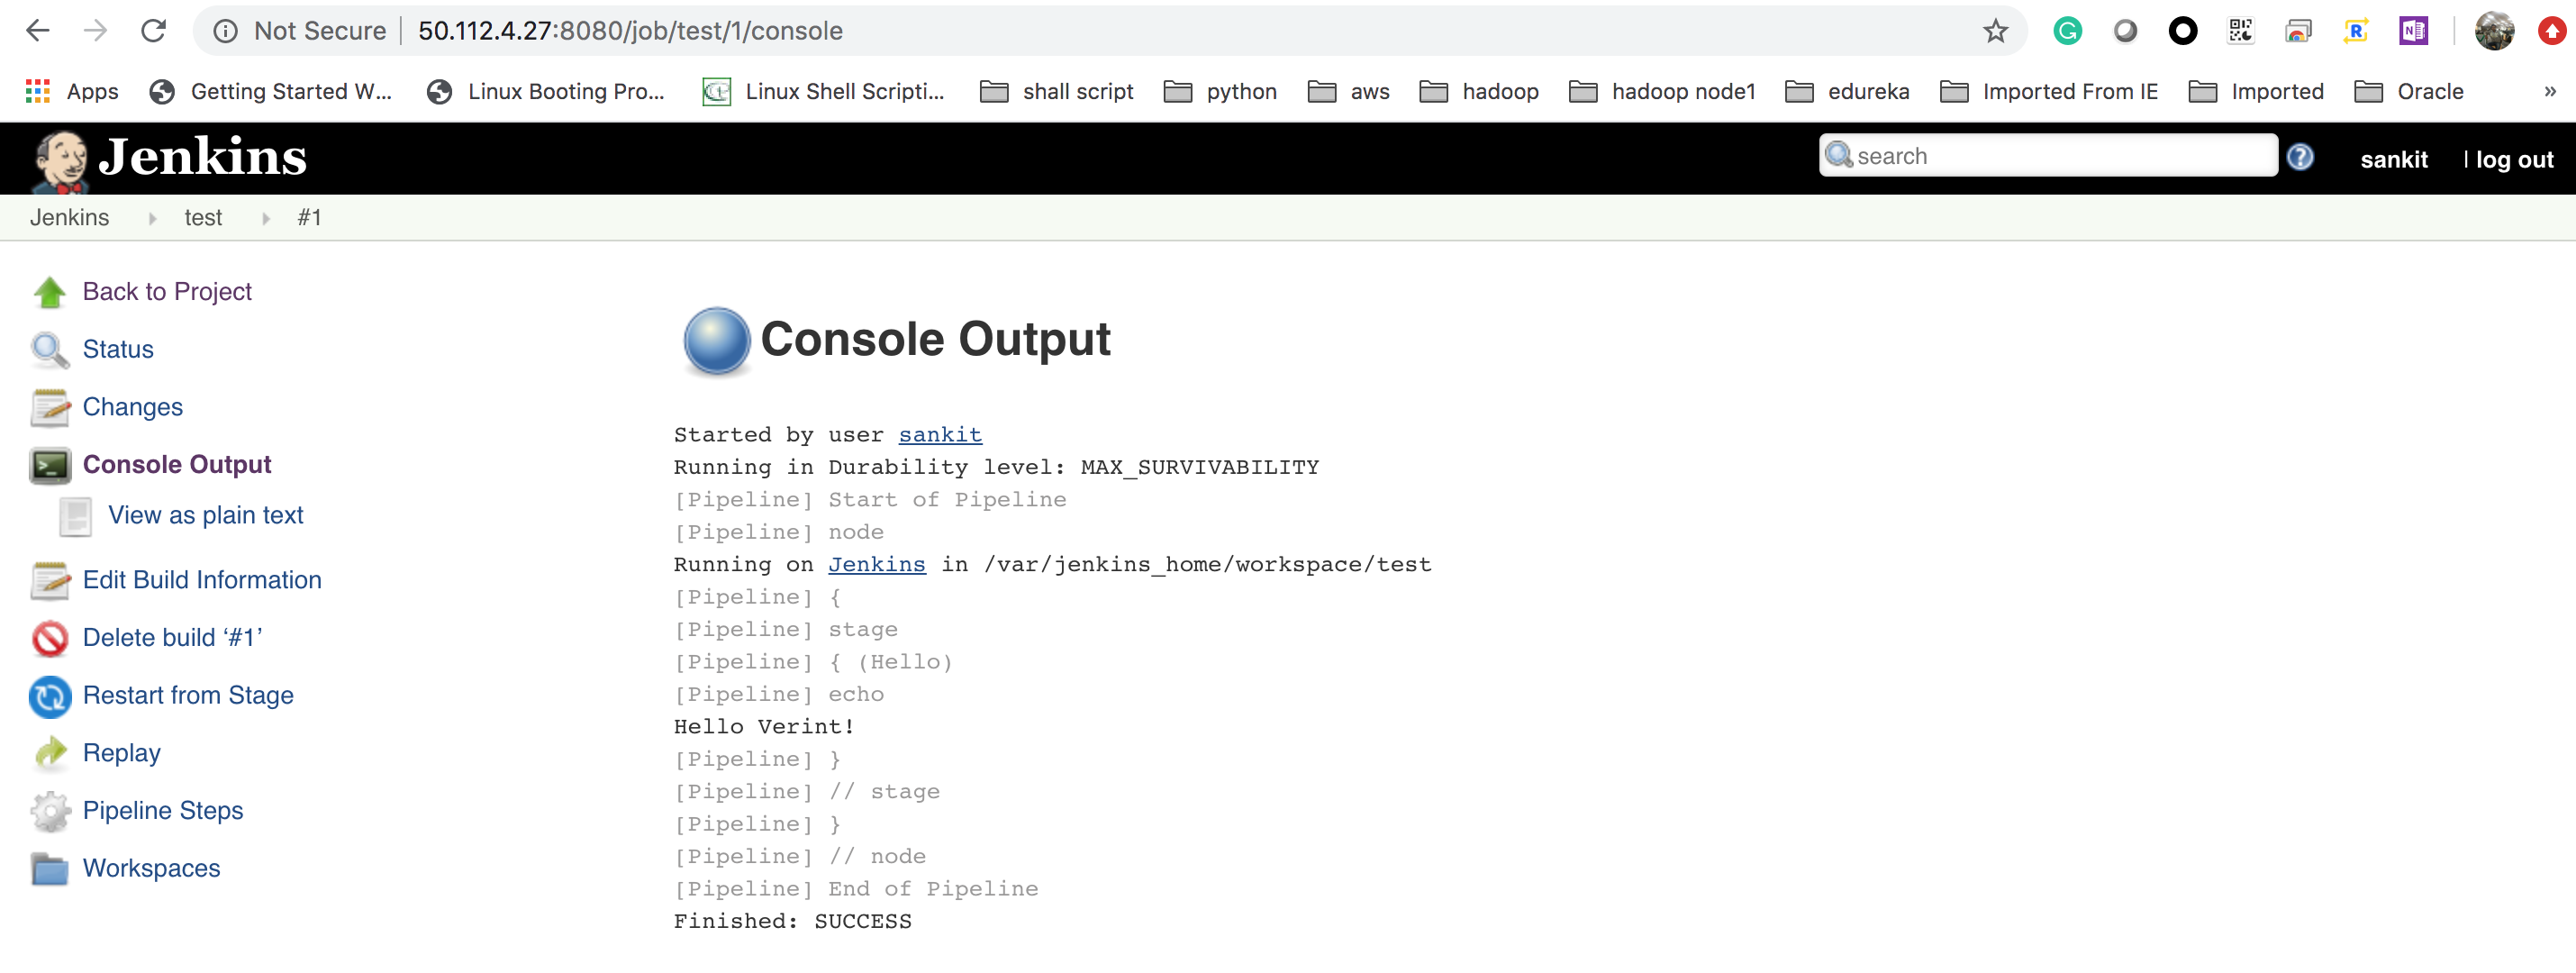 Not Secure | 50.112.4.27:8080/job/test/1/console
Apps Getting Started W... Linux Booting Pro... Linux Shell Scripti... shall script python aws hadoop hadoop node1 edureka Imported From IE Imported Oracle »
Jenkins search ? sankit | log out
Jenkins test #1
Back to Project
Status
Changes
Console Output
View as plain text
Edit Build Information
Delete build ‘#1’
Restart from Stage
Replay
Pipeline Steps
Workspaces
Console Output
Started by user sankit
Running in Durability level: MAX_SURVIVABILITY
[Pipeline] Start of Pipeline
[Pipeline] node
Running on Jenkins in /var/jenkins_home/workspace/test
[Pipeline] {
[Pipeline] stage
[Pipeline] { (Hello)
[Pipeline] echo
Hello Verint!
[Pipeline] }
[Pipeline] // stage
[Pipeline] }
[Pipeline] // node
[Pipeline] End of Pipeline
Finished: SUCCESS